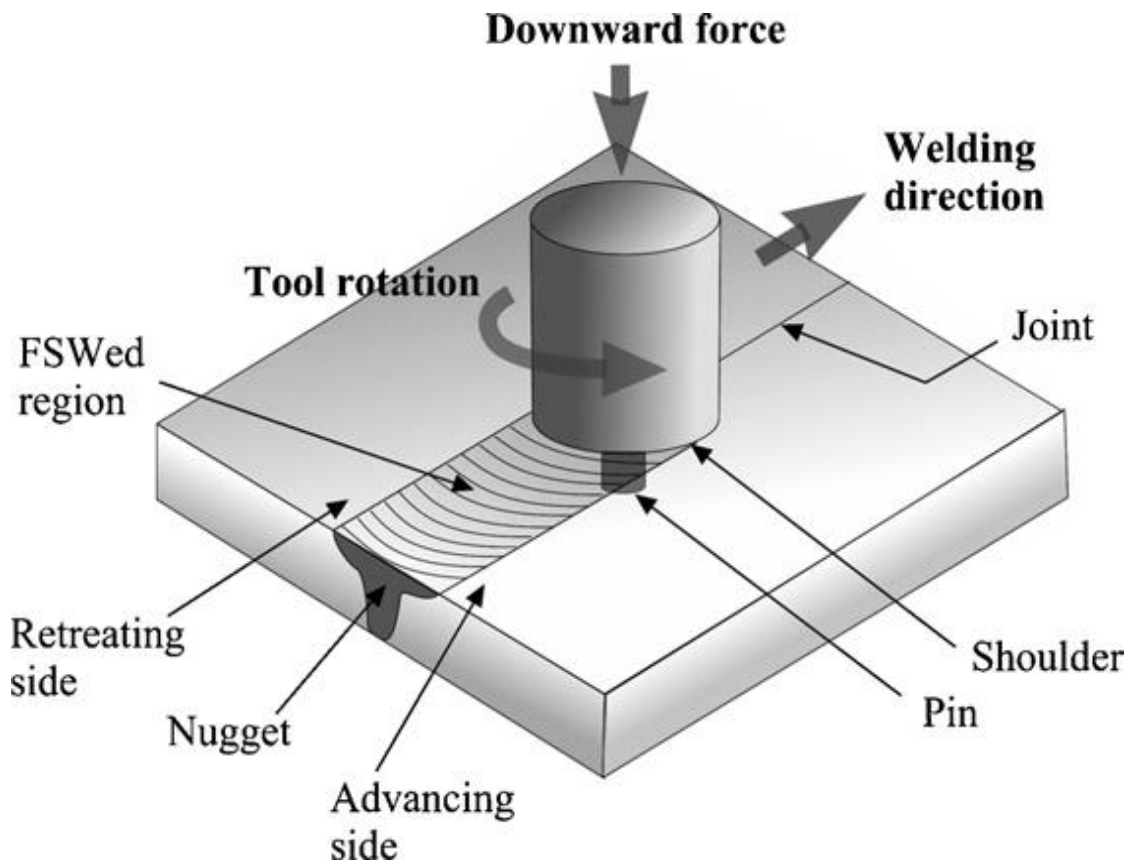 Downward force
Welding
direction
Tool rotation
FSWed
region
Joint
Retreating
side
Nugget
Advancing
side
Shoulder
Pin